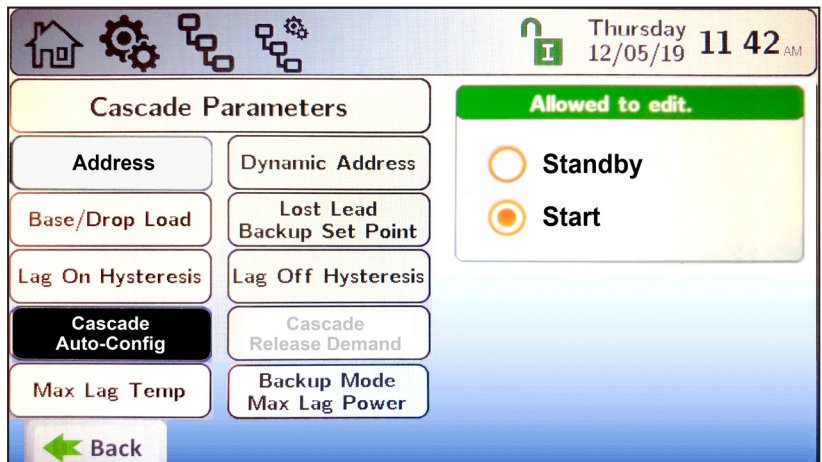 Thursday
12/05/19
11 42 AM
I
Cascade Parameters
Allowed to edit.
Address
Dynamic Address
Standby
Base/Drop Load
Lost Lead
Backup Set Point
Start
Lag On Hysteresis
Lag Off Hysteresis
Cascade
Auto-Config
Cascade
Release Demand
Max Lag Temp
Backup Mode
Max Lag Power
Back